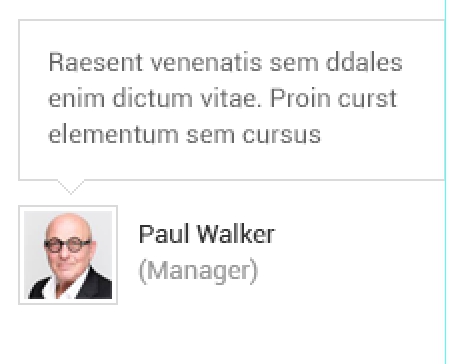 Raesent venenatis sem ddales
enim dictum vitae. Proin curst
elementum sem cursus
Paul Walker
(Manager)